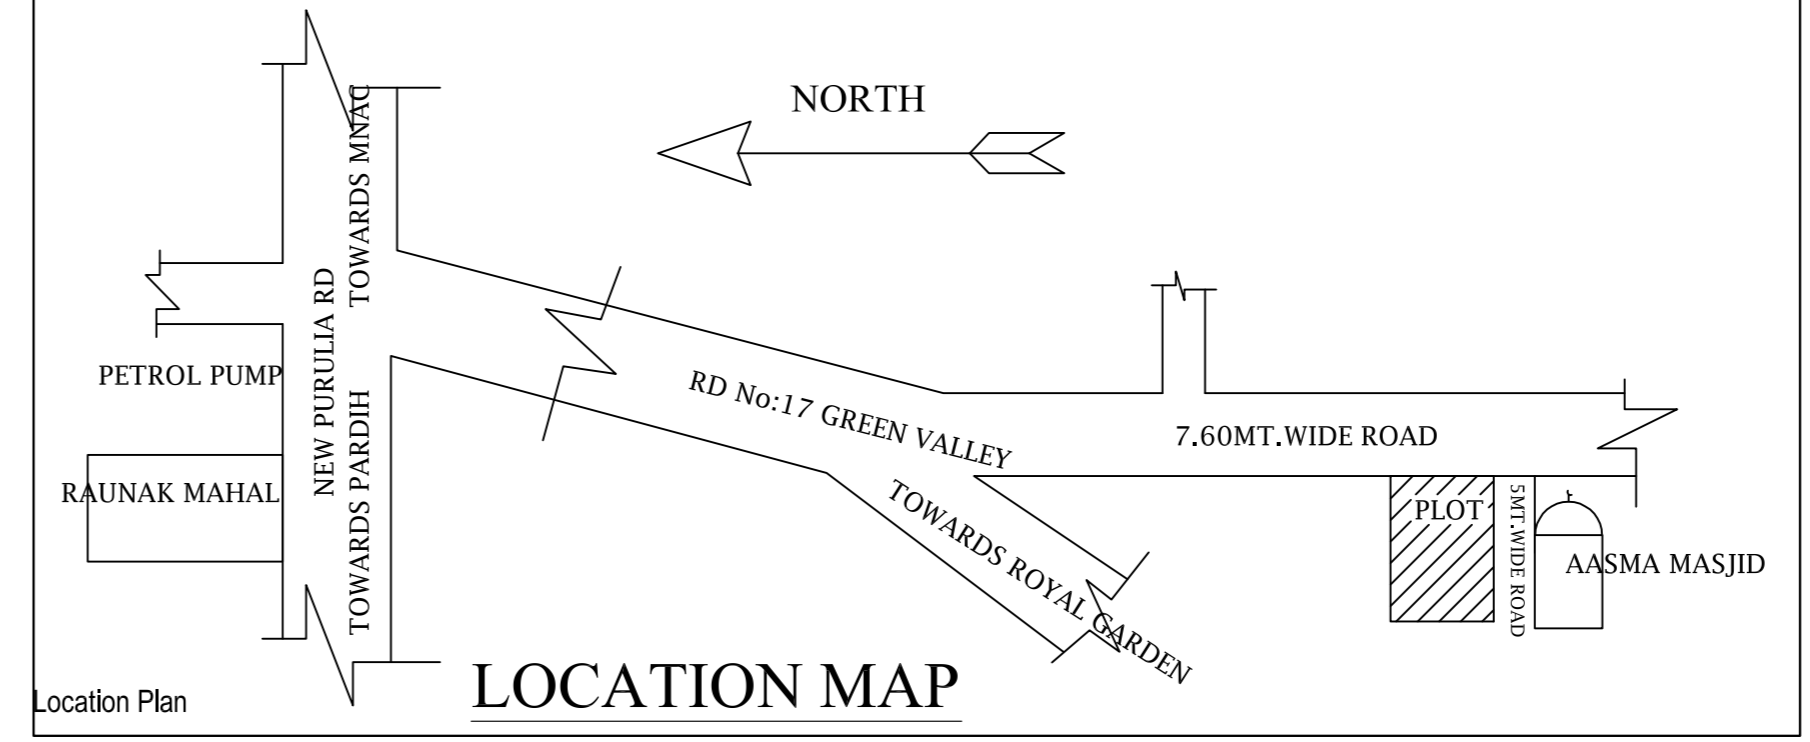 NORTH
TOWARDS MNAC
NEW PURULIA RD
TOWARDS PARDIH
PETROL PUMP
RAUNAK MAHAL
RD No:17 GREEN VALLEY
7.60MT.WIDE ROAD
TOWARDS ROYAL GARDEN
PLOT
5MT.WIDE ROAD
AASMA MASJID
LOCATION MAP
Location Plan